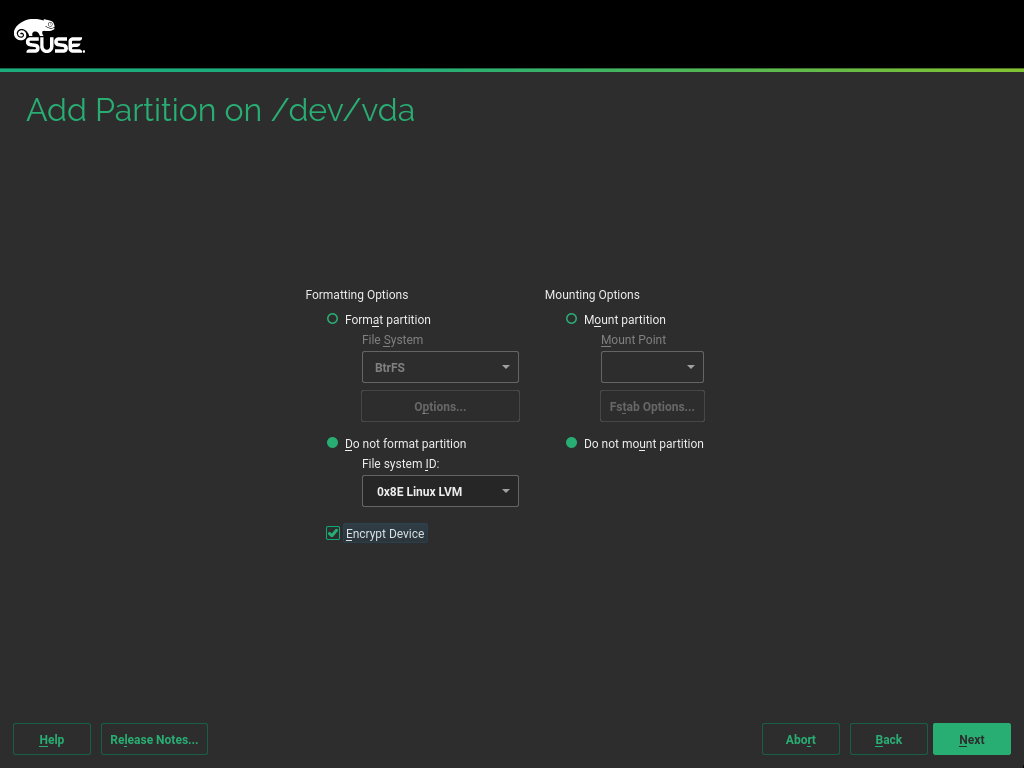 SUSE.
Add Partition on /dev/vda
Formatting Options
Format partition
File System
BtrFS
Options...
Do not format partition
File system ID:
0x8E Linux LVM
Encrypt Device
Mounting Options
Mount partition
Mount Point
Fstab Options...
Do not mount partition
Help
Release Notes...
Abort
Back
Next